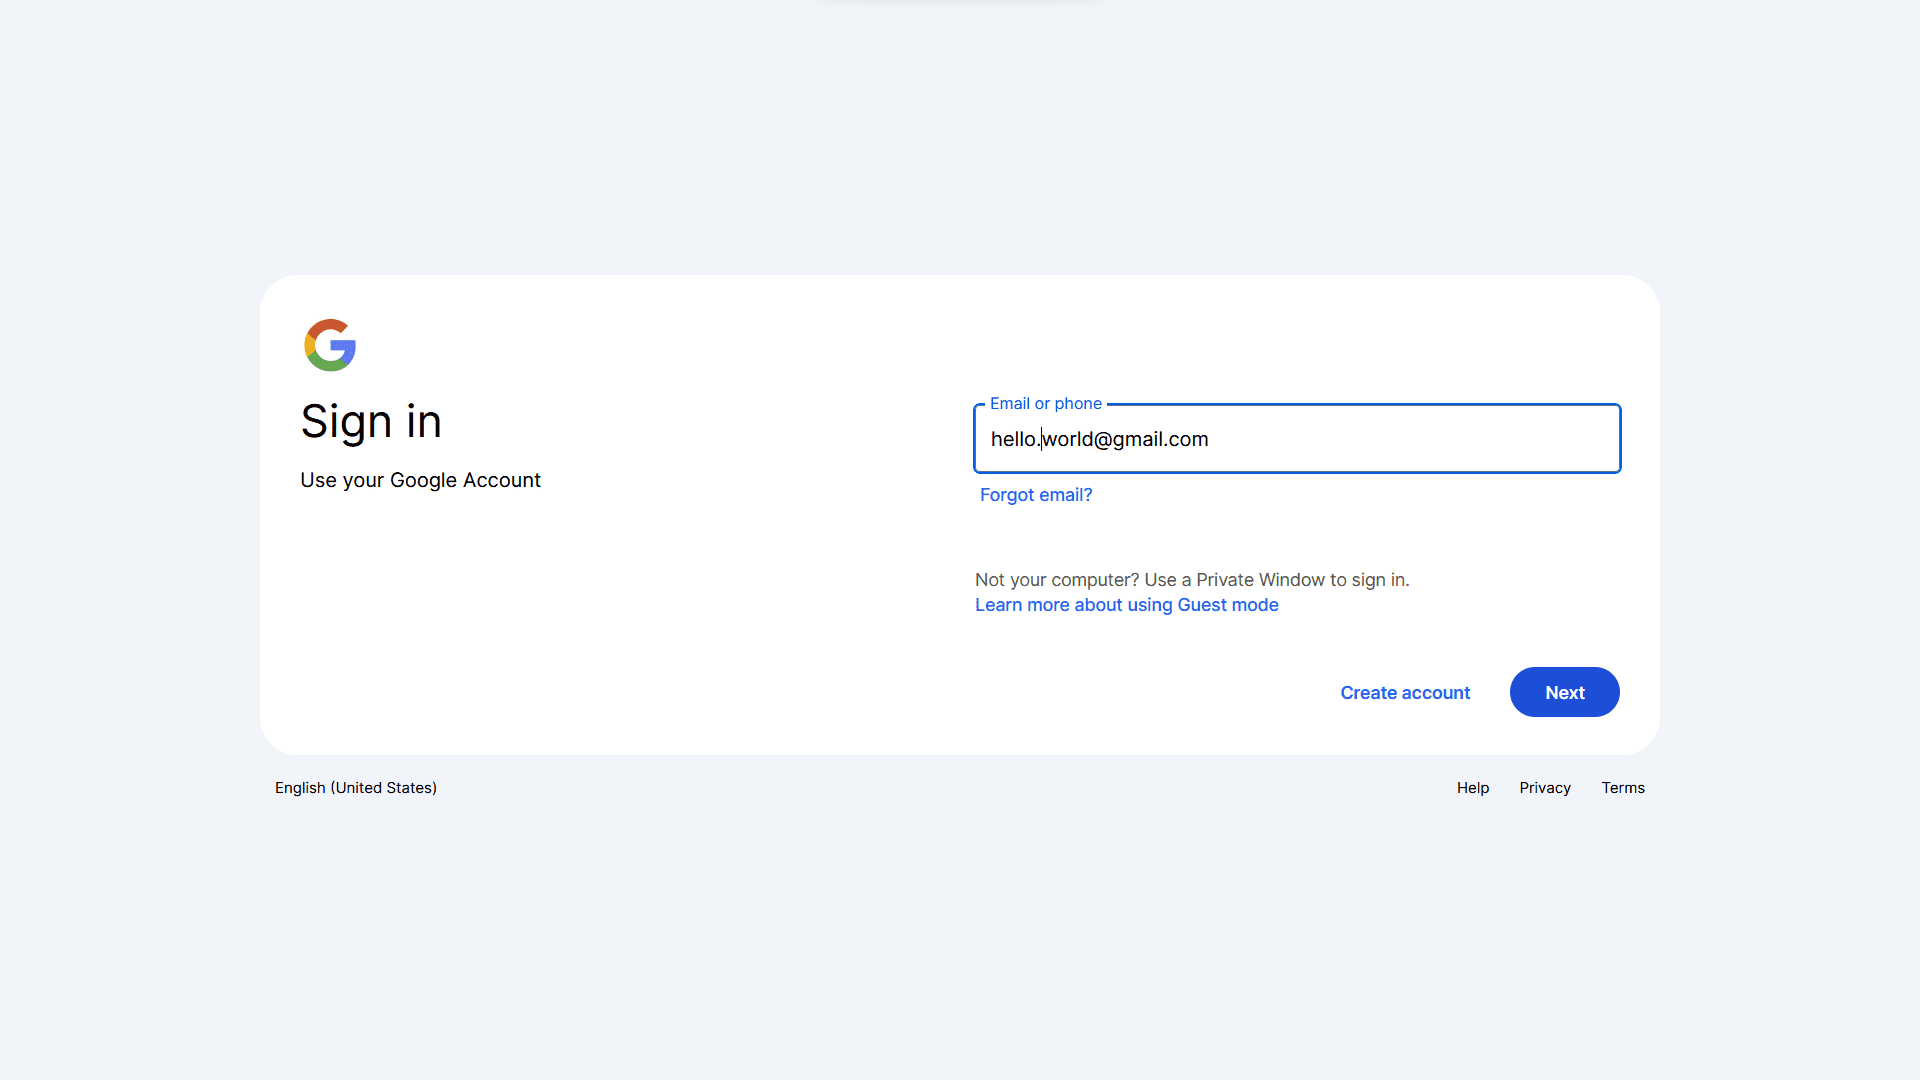 Sign in
Use your Google Account
Email or phone
hello.world@gmail.com
Forgot email?
Not your computer? Use a Private Window to sign in.
Learn more about using Guest mode
Create account
Next
English (United States)
Help
Privacy
Terms